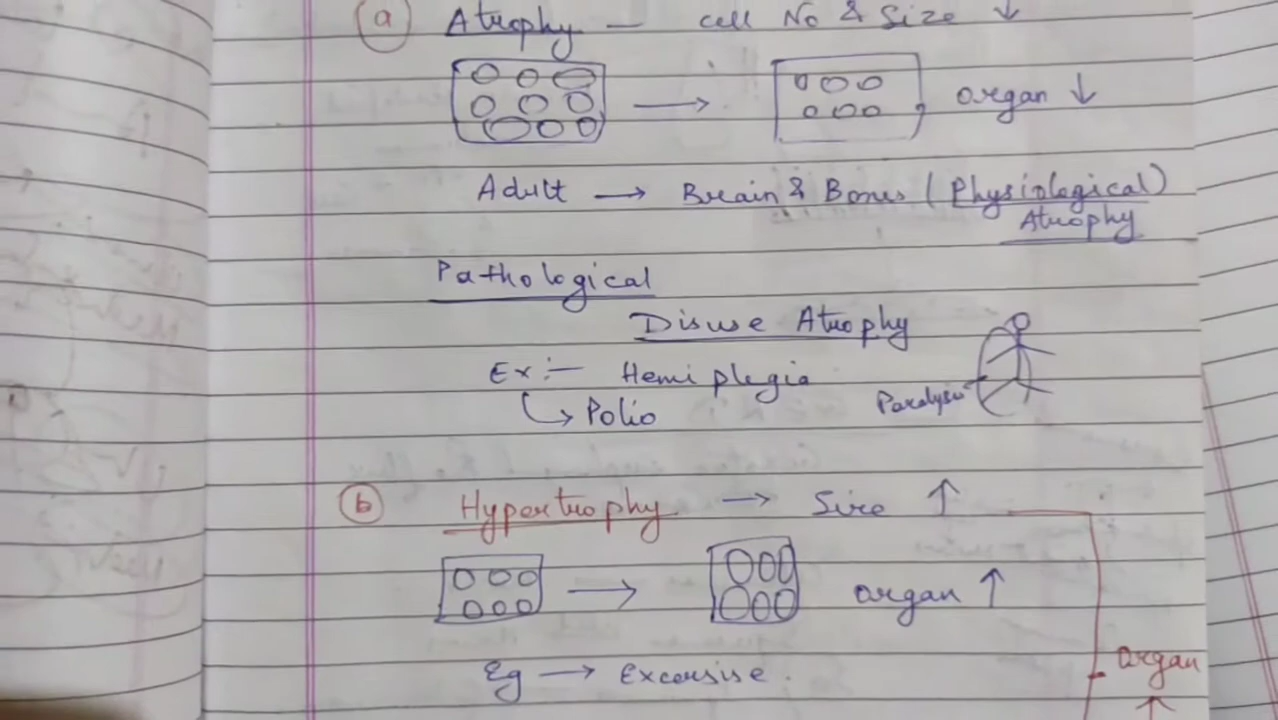 (a) Atrophy — cell No & Size ↓
→ organ ↓
Adult → Brain & Bones (Physiological)
Atrophy
Pathological
Disuse Atrophy
Ex :- Hemiplegia
↳ Polio
Paralysis
(b) Hypertrophy → Size ↑
→ organ ↑
organ ↑
Eg → Excersise.